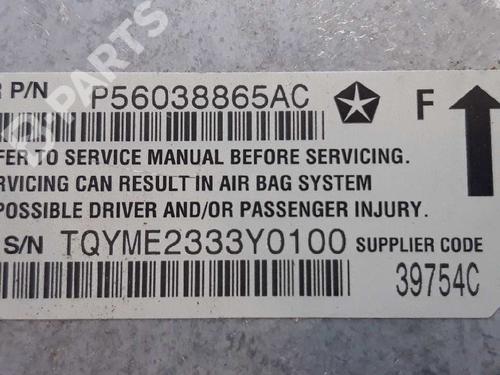 R P/N P56038865AC F
FER TO SERVICE MANUAL BEFORE SERVICING.
RVICING CAN RESULT IN AIR BAG SYSTEM
POSSIBLE DRIVER AND/OR PASSENGER INJURY.
S/N TQYME2333Y0100 SUPPLIER CODE
39754C
PARTS